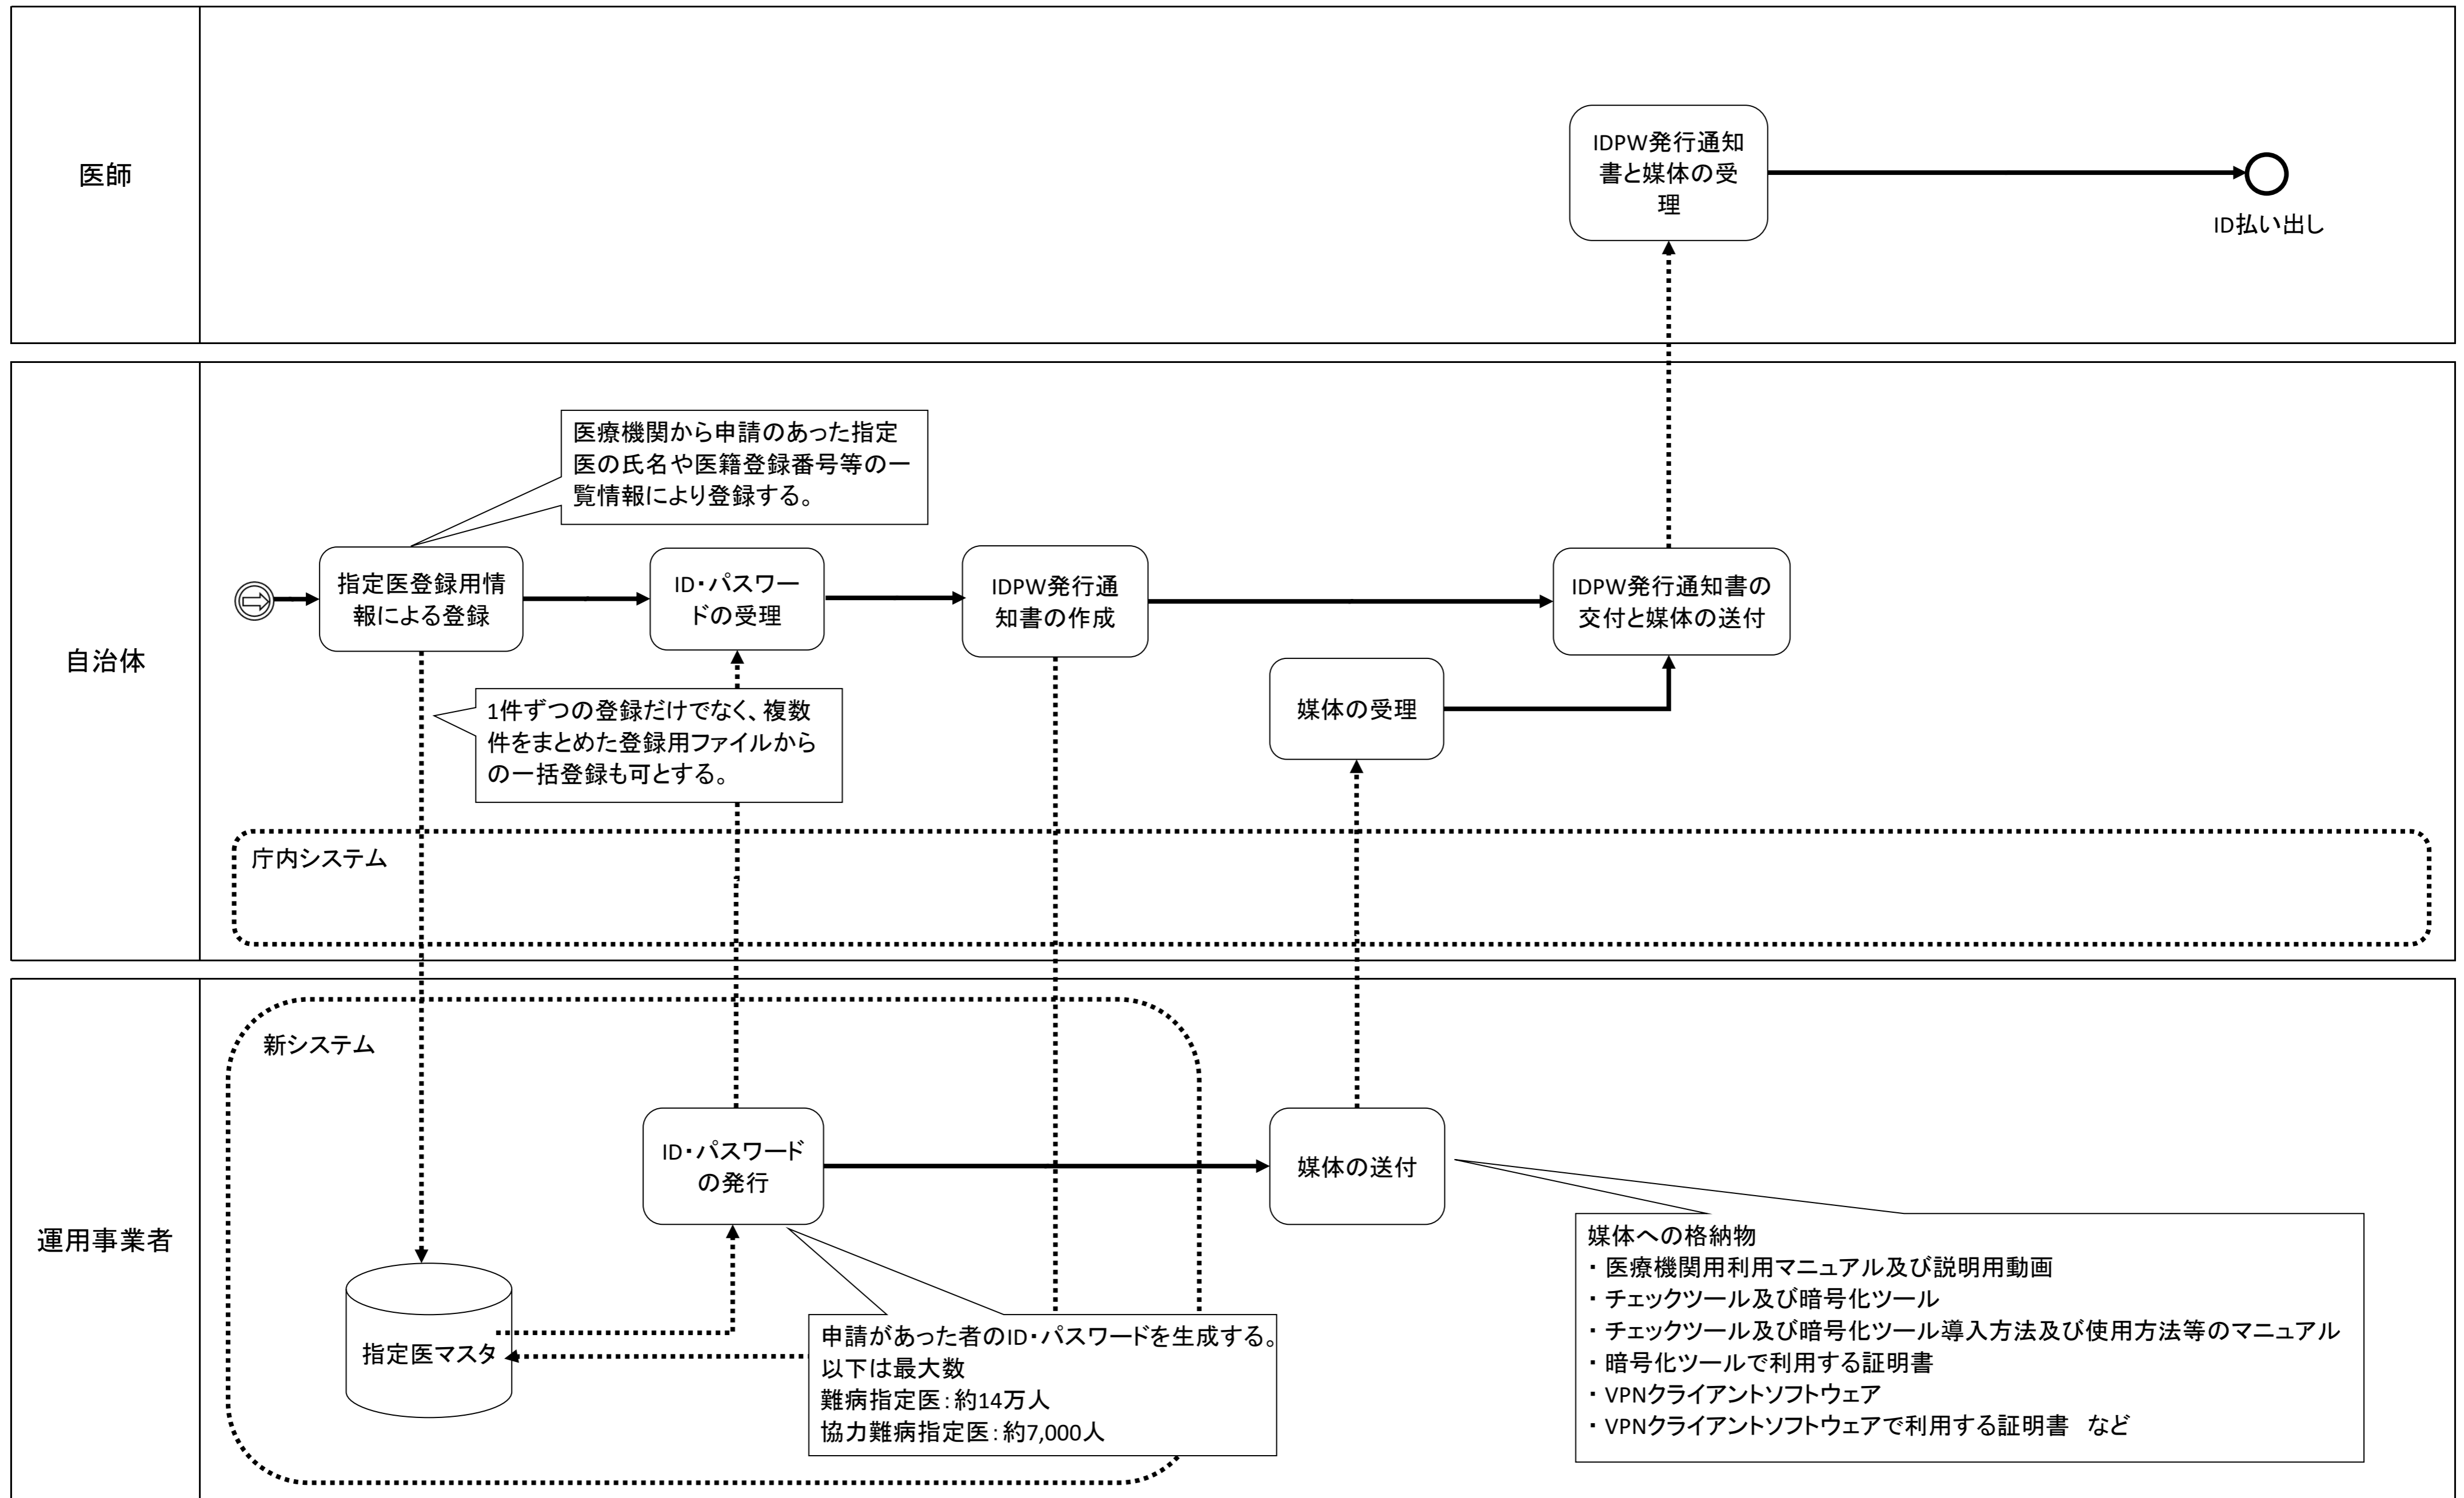 医師
IDPW発行通知
書と媒体の受
理
ID払い出し
自治体
医療機関から申請のあった指定
医の氏名や医籍登録番号等の一
覧情報により登録する。
指定医登録用情
報による登録
ID・パスワー
ドの受理
IDPW発行通
知書の作成
IDPW発行通知書の
交付と媒体の送付
1件ずつの登録だけでなく、複数
件をまとめた登録用ファイルから
の一括登録も可とする。
媒体の受理
庁内システム
運用事業者
新システム
ID・パスワード
の発行
媒体の送付
指定医マスタ
申請があった者のID・パスワードを生成する。
以下は最大数
難病指定医：約14万人
協力難病指定医：約7,000人
媒体への格納物
・医療機関用利用マニュアル及び説明用動画
・チェックツール及び暗号化ツール
・チェックツール及び暗号化ツール導入方法及び使用方法等のマニュアル
・暗号化ツールで利用する証明書
・VPNクライアントソフトウェア
・VPNクライアントソフトウェアで利用する証明書　など